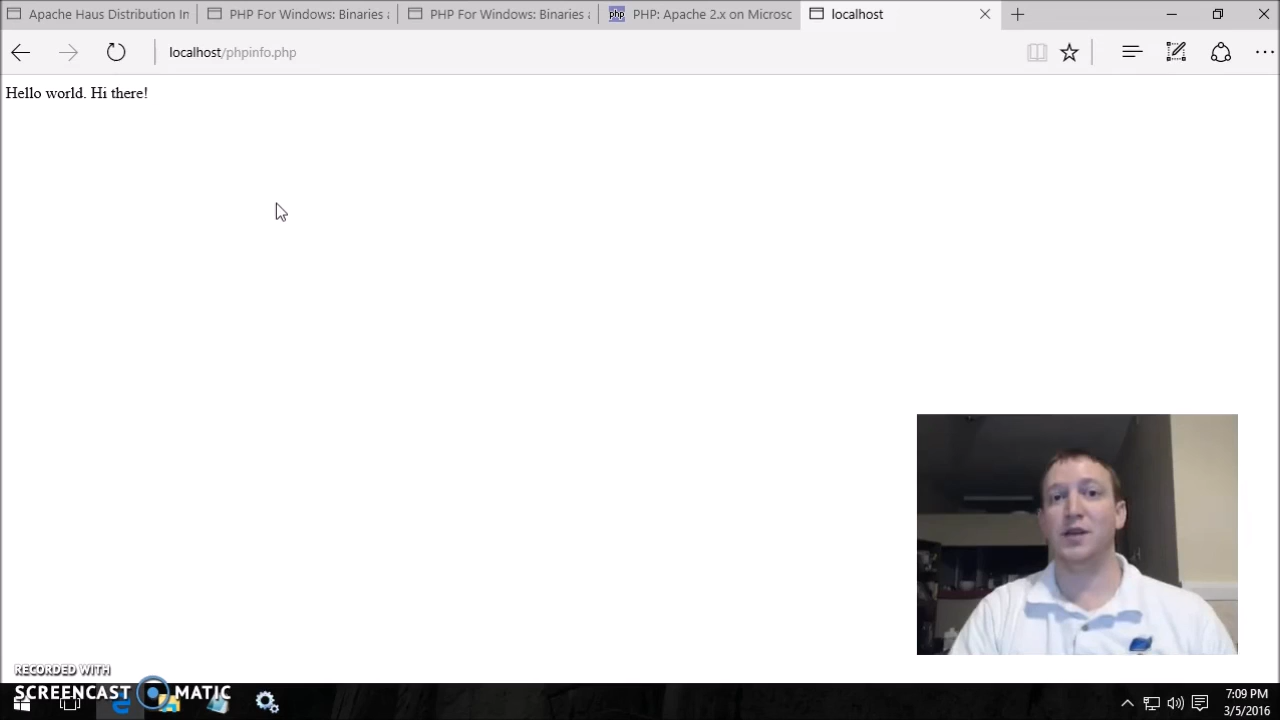 Apache Haus Distribution In
PHP For Windows: Binaries a
PHP For Windows: Binaries a
php PHP: Apache 2.x on Microsc
localhost
localhost/phpinfo.php
Hello world. Hi there!
RECORDED WITH
SCREENCAST MATIC
7:09 PM
3/5/2016